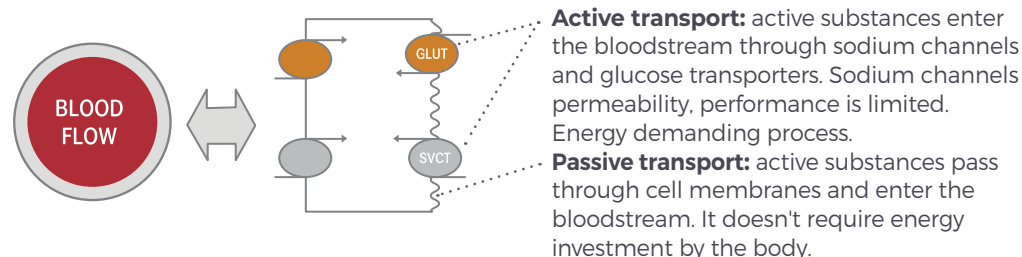 BLOOD
FLOW
GLUT
SVCT
Active transport: active substances enter
the bloodstream through sodium channels
and glucose transporters. Sodium channels
permeability, performance is limited.
Energy demanding process.
Passive transport: active substances pass
through cell membranes and enter the
bloodstream. It doesn't require energy
investment by the body.